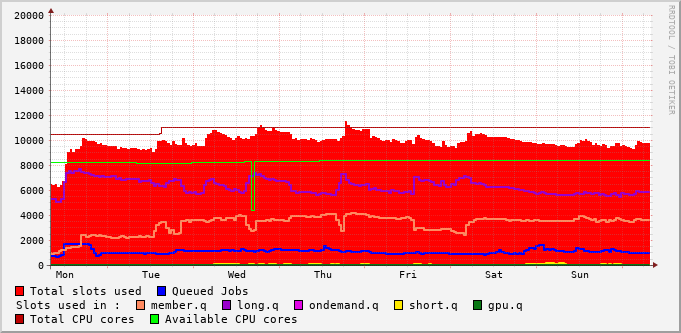 RRDTOOL / TOBI OETIKER
20000
18000
16000
14000
12000
10000
8000
6000
4000
2000
0
Mon Tue Wed Thu Fri Sat Sun
Total slots used Queued Jobs
Slots used in : member.q long.q ondemand.q short.q gpu.q
Total CPU cores Available CPU cores